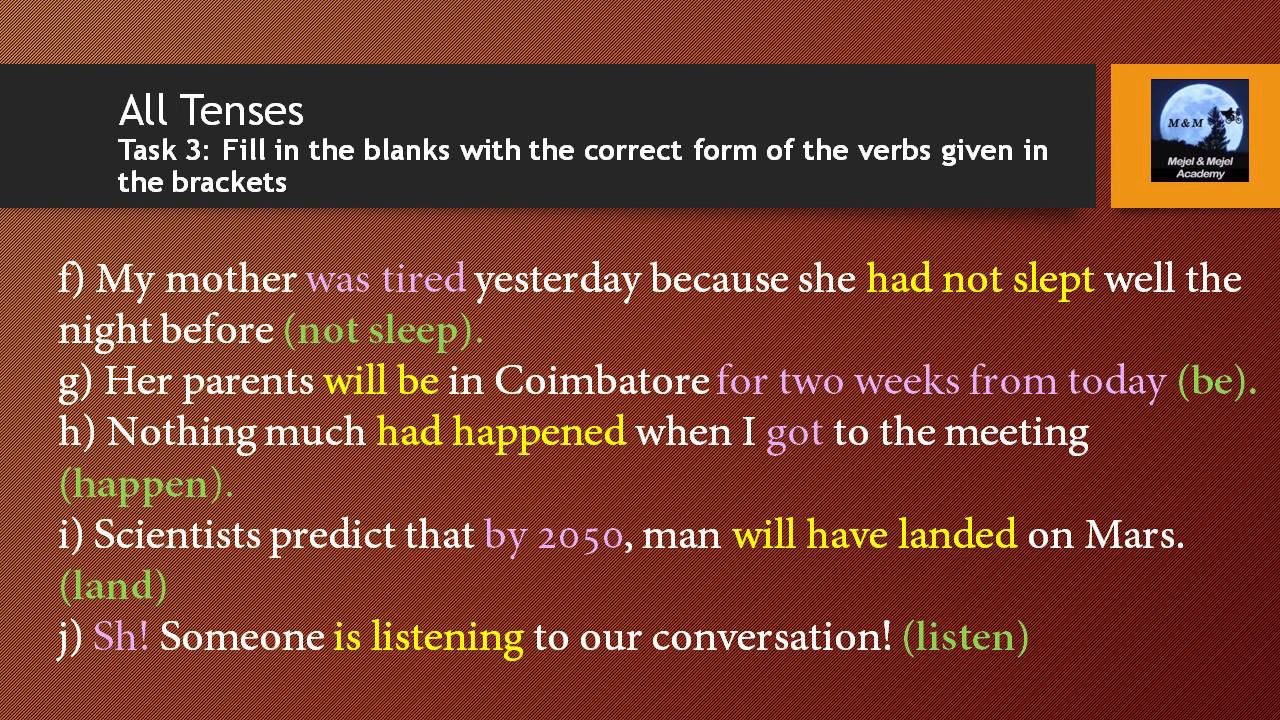 All Tenses
Task 3: Fill in the blanks with the correct form of the verbs given in
the brackets
M & M
Mejel & Mejel
Academy
f) My mother was tired yesterday because she had not slept well the
night before (not sleep).
g) Her parents will be in Coimbatore for two weeks from today (be).
h) Nothing much had happened when I got to the meeting
(happen).
i) Scientists predict that by 2050, man will have landed on Mars.
(land)
j) Sh! Someone is listening to our conversation! (listen)